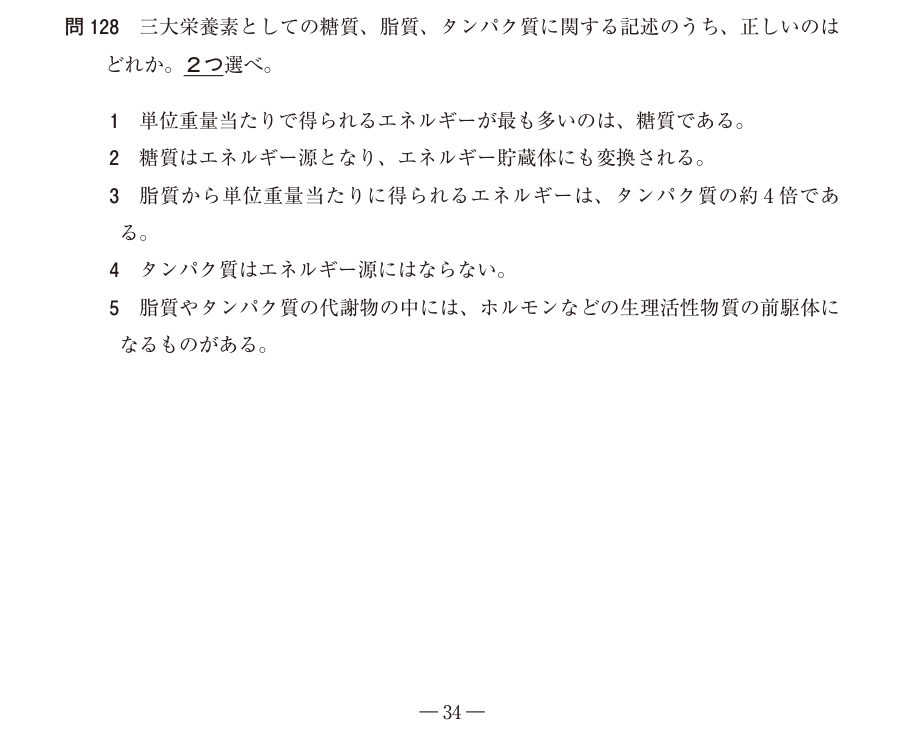 問 128　三大栄養素としての糖質、脂質、タンパク質に関する記述のうち、正しいのは
どれか。２つ選べ。
1　単位重量当たりで得られるエネルギーが最も多いのは、糖質である。
2　糖質はエネルギー源となり、エネルギー貯蔵体にも変換される。
3　脂質から単位重量当たりに得られるエネルギーは、タンパク質の約４倍であ
る。
4　タンパク質はエネルギー源にはならない。
5　脂質やタンパク質の代謝物の中には、ホルモンなどの生理活性物質の前駆体に
なるものがある。
― 34 ―